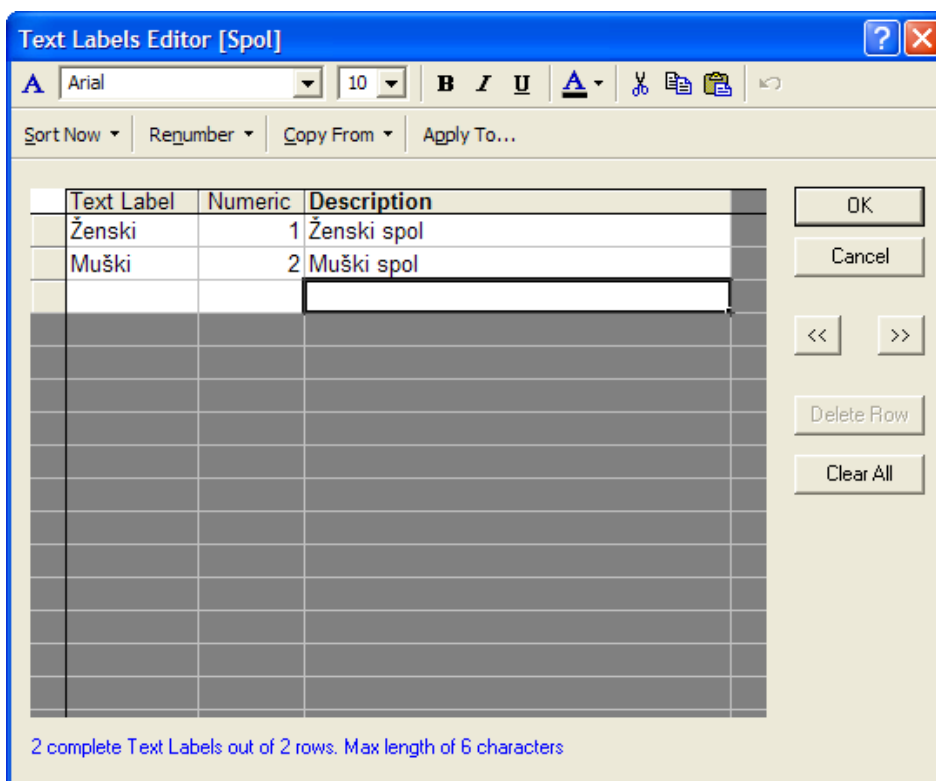 Text Labels Editor [Spol]
A Arial 10 B I U A
Sort Now Renumber Copy From Apply To...
Text Label Numeric Description
Ženski 1 Ženski spol
Muški 2 Muški spol
OK
Cancel
<< >>
Delete Row
Clear All
2 complete Text Labels out of 2 rows. Max length of 6 characters